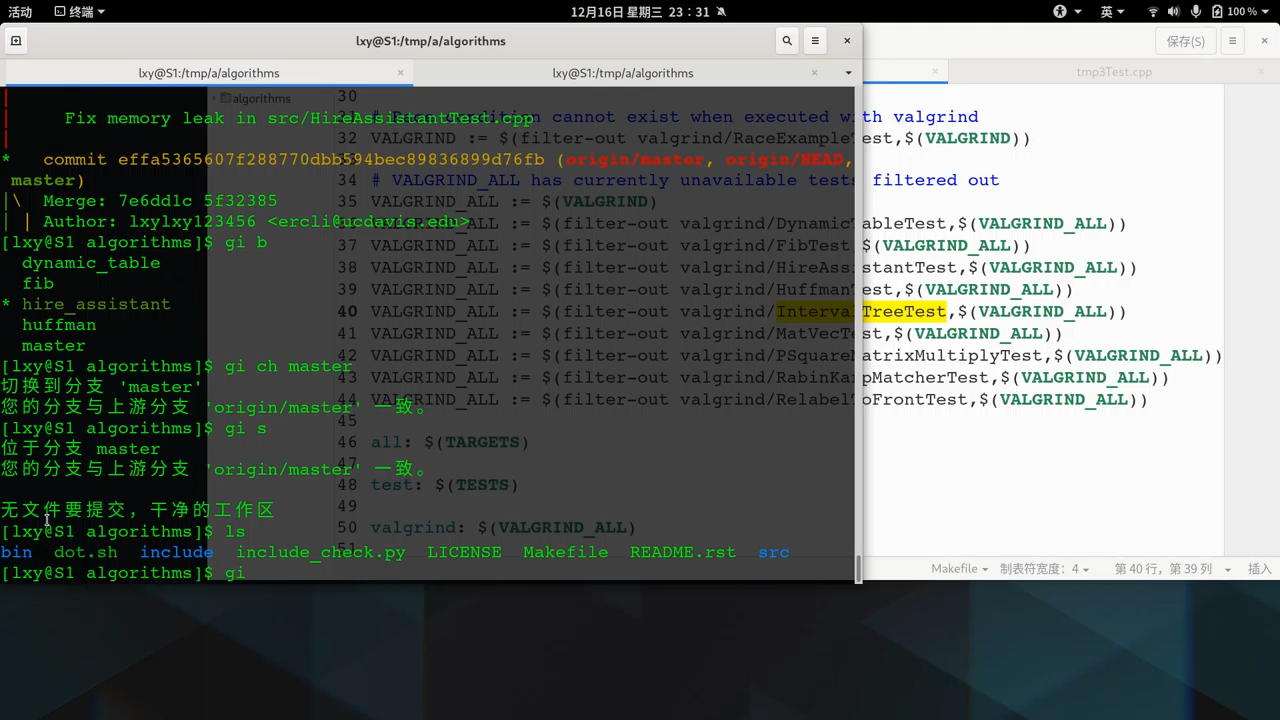 活动 终端 12月16日 星期三 23:31 英 100 %
lxy@S1:/tmp/a/algorithms
保存(S)
lxy@S1:/tmp/a/algorithms lxy@S1:/tmp/a/algorithms
tmp3Test.cpp
algorithms
Fix memory leak in src/HireAssistantTest.cpp
* commit effa5365607f288770dbb594bec89836899d76fb (origin/master, origin/HEAD,
master)
|\ Merge: 7e6dd1c 5f32385
| | Author: lxylxy123456 <ercli@ucdavis.edu>
[lxy@S1 algorithms]$ gi b
dynamic_table
fib
* hire_assistant
huffman
master
[lxy@S1 algorithms]$ gi ch master
切换到分支 'master'
您的分支与上游分支 'origin/master' 一致。
[lxy@S1 algorithms]$ gi s
位于分支 master
您的分支与上游分支 'origin/master' 一致。
无文件要提交，干净的工作区
[lxy@S1 algorithms]$ ls
bin dot.sh include include_check.py LICENSE Makefile README.rst src
[lxy@S1 algorithms]$ gi
30
cannot exist when executed with valgrind
32 VALGRIND := $(filter-out valgrind/RaceExampleTest,$(VALGRIND))
34 # VALGRIND_ALL has currently unavailable tests filtered out
35 VALGRIND_ALL := $(VALGRIND)
VALGRIND_ALL := $(filter-out valgrind/DynamicTableTest,$(VALGRIND_ALL))
37 VALGRIND_ALL := $(filter-out valgrind/FibTest,$(VALGRIND_ALL))
38 VALGRIND_ALL := $(filter-out valgrind/HireAssistantTest,$(VALGRIND_ALL))
39 VALGRIND_ALL := $(filter-out valgrind/HuffmanTest,$(VALGRIND_ALL))
40 VALGRIND_ALL := $(filter-out valgrind/IntervalTreeTest,$(VALGRIND_ALL))
41 VALGRIND_ALL := $(filter-out valgrind/MatVecTest,$(VALGRIND_ALL))
42 VALGRIND_ALL := $(filter-out valgrind/PSquareMatrixMultiplyTest,$(VALGRIND_ALL))
43 VALGRIND_ALL := $(filter-out valgrind/RabinKarpMatcherTest,$(VALGRIND_ALL))
44 VALGRIND_ALL := $(filter-out valgrind/RelabelToFrontTest,$(VALGRIND_ALL))
45
46 all: $(TARGETS)
47
48 test: $(TESTS)
49
50 valgrind: $(VALGRIND_ALL)
Makefile 制表符宽度：4 第 40 行，第 39 列 插入